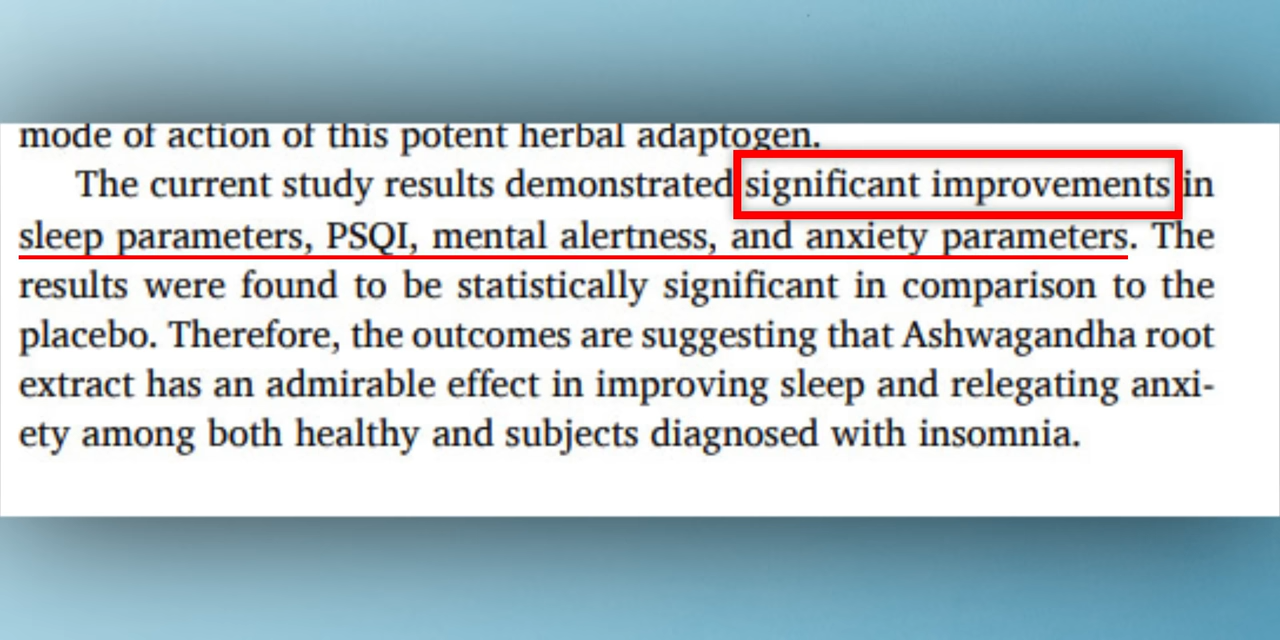 mode of action of this potent herbal adaptogen.
The current study results demonstrated significant improvements in
sleep parameters, PSQI, mental alertness, and anxiety parameters. The
results were found to be statistically significant in comparison to the
placebo. Therefore, the outcomes are suggesting that Ashwagandha root
extract has an admirable effect in improving sleep and relegating anxi-
ety among both healthy and subjects diagnosed with insomnia.